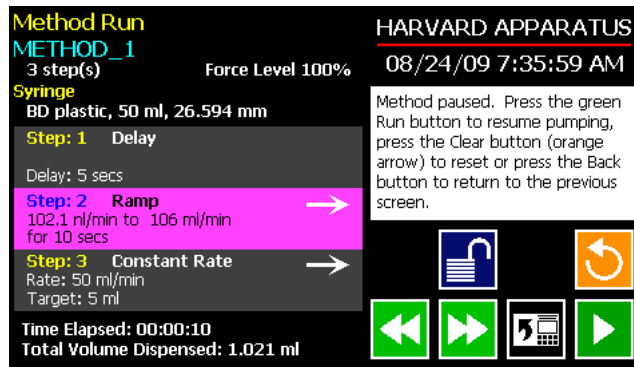 Method Run
METHOD_1
3 step(s) Force Level 100%
Syringe
BD plastic, 50 ml, 26.594 mm
Step: 1 Delay
Delay: 5 secs
Step: 2 Ramp
102.1 nl/min to 106 ml/min
for 10 secs
Step: 3 Constant Rate
Rate: 50 ml/min
Target: 5 ml
Time Elapsed: 00:00:10
Total Volume Dispensed: 1.021 ml
HARVARD APPARATUS
08/24/09 7:35:59 AM
Method paused. Press the green
Run button to resume pumping,
press the Clear button (orange
arrow) to reset or press the Back
button to return to the previous
screen.